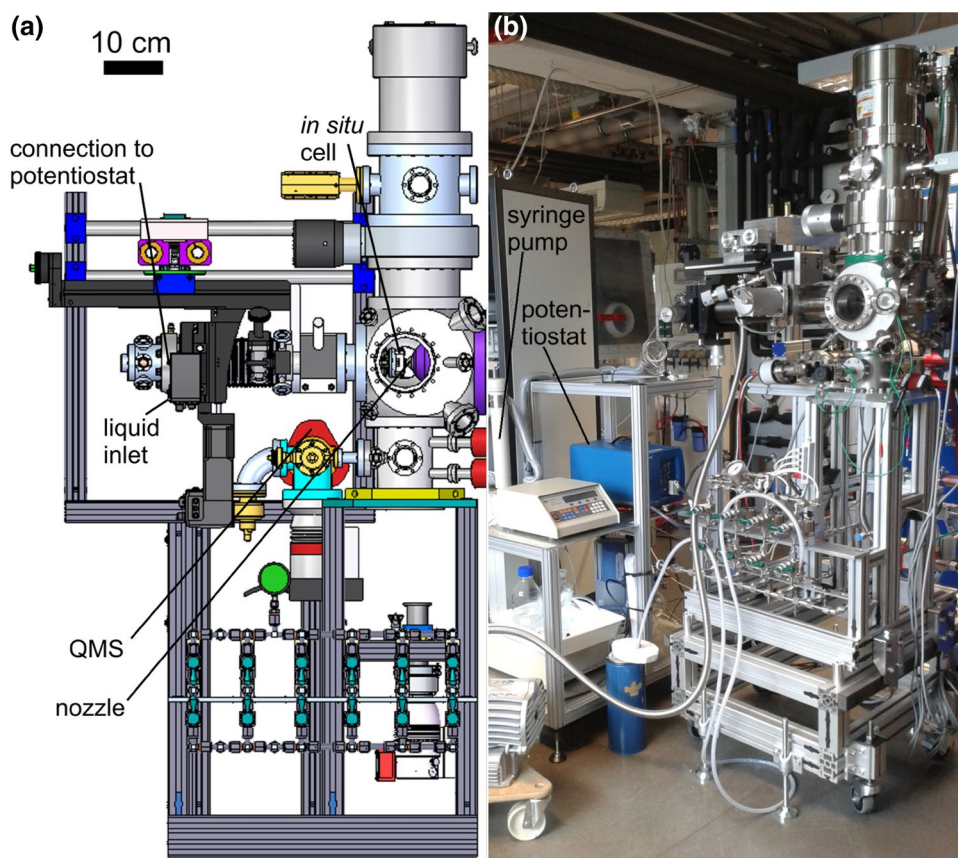 (a)
10 cm
in situ
cell
connection to
potentiostat
liquid
inlet
QMS
nozzle
(b)
syringe
pump
poten-
tiostat